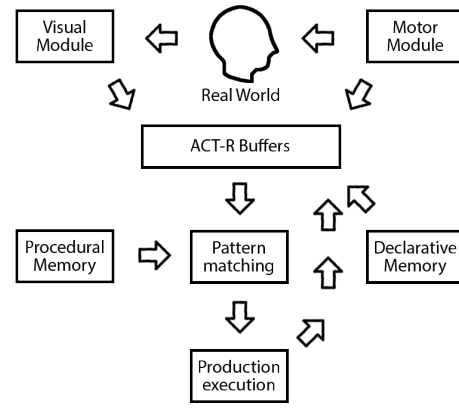 Visual
Module
Motor
Module
Real World
ACT-R Buffers
Procedural
Memory
Pattern
matching
Declarative
Memory
Production
execution